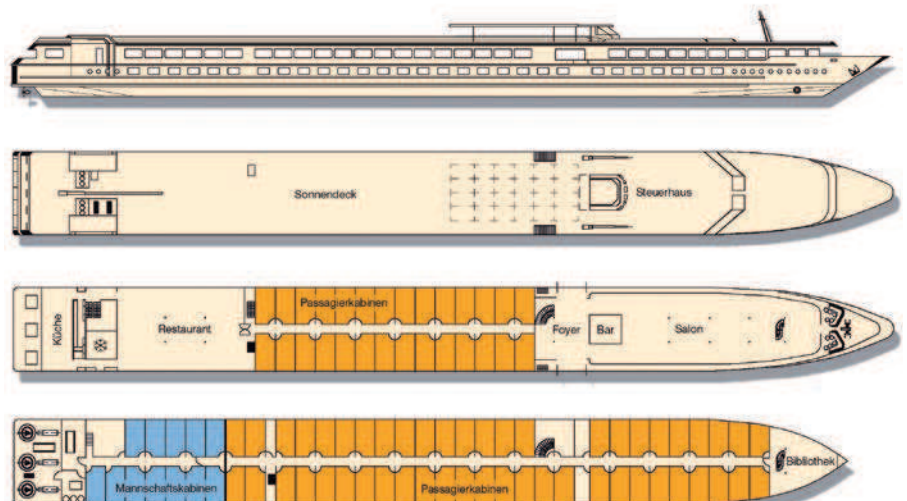 Sonnendeck
Steuerhaus
Passagierkabinen
Küche
Restaurant
Foyer
Bar
Salon
Bibliothek
Mannschaftskabinen
Passagierkabinen